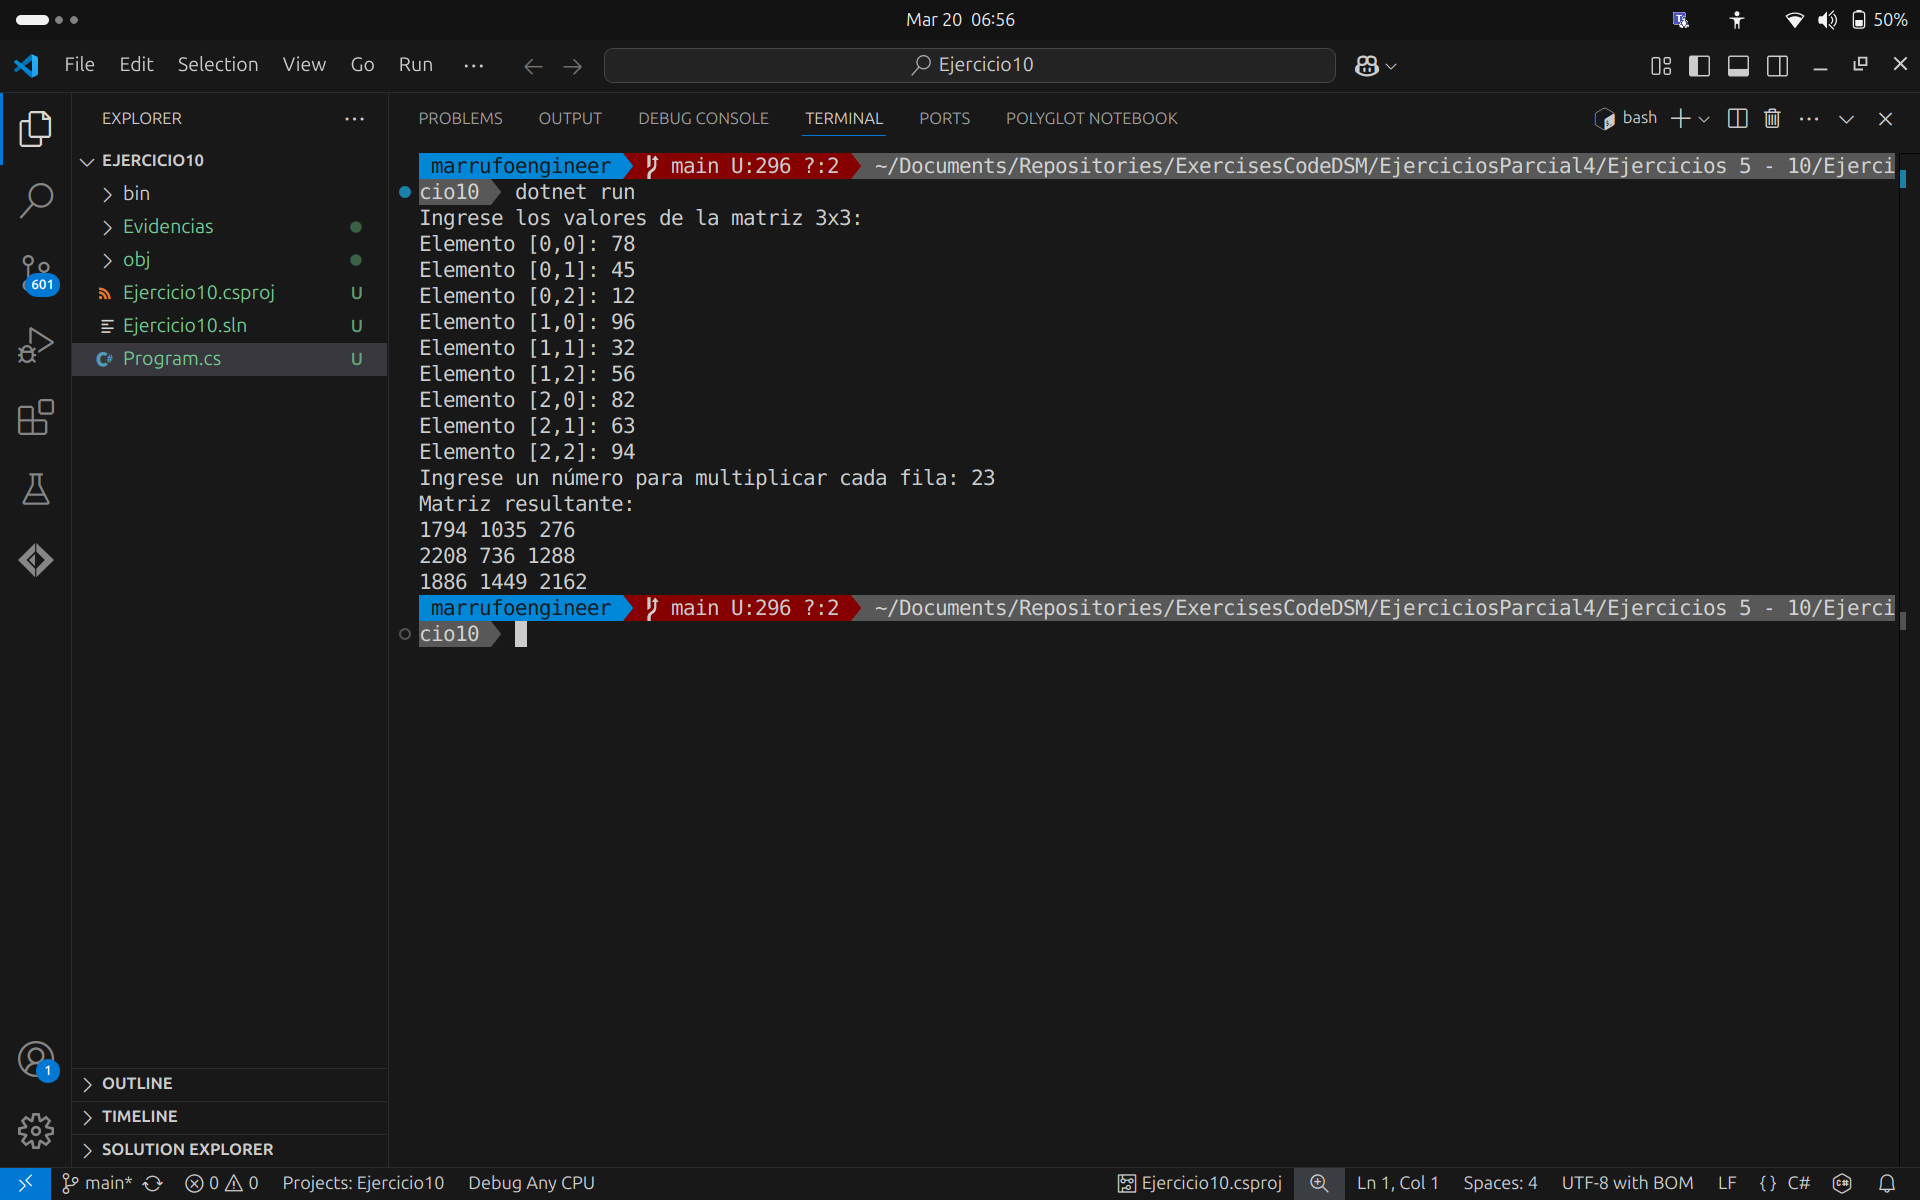 Mar 20 06:56
50%
File Edit Selection View Go Run ···
Ejercicio10
EXPLORER
PROBLEMS OUTPUT DEBUG CONSOLE TERMINAL PORTS POLYGLOT NOTEBOOK
bash
EJERCICIO10
bin
Evidencias
obj
Ejercicio10.csproj U
Ejercicio10.sln U
Program.cs U
601
1
OUTLINE
TIMELINE
SOLUTION EXPLORER
marrufoengineer main U:296 ?:2 ~/Documents/Repositories/ExercisesCodeDSM/EjerciciosParcial4/Ejercicios 5 - 10/Ejerci
cio10 dotnet run
Ingrese los valores de la matriz 3x3:
Elemento [0,0]: 78
Elemento [0,1]: 45
Elemento [0,2]: 12
Elemento [1,0]: 96
Elemento [1,1]: 32
Elemento [1,2]: 56
Elemento [2,0]: 82
Elemento [2,1]: 63
Elemento [2,2]: 94
Ingrese un número para multiplicar cada fila: 23
Matriz resultante:
1794 1035 276
2208 736 1288
1886 1449 2162
marrufoengineer main U:296 ?:2 ~/Documents/Repositories/ExercisesCodeDSM/EjerciciosParcial4/Ejercicios 5 - 10/Ejerci
cio10
main* 0 0 Projects: Ejercicio10 Debug Any CPU Ejercicio10.csproj Ln 1, Col 1 Spaces: 4 UTF-8 with BOM LF {} C#